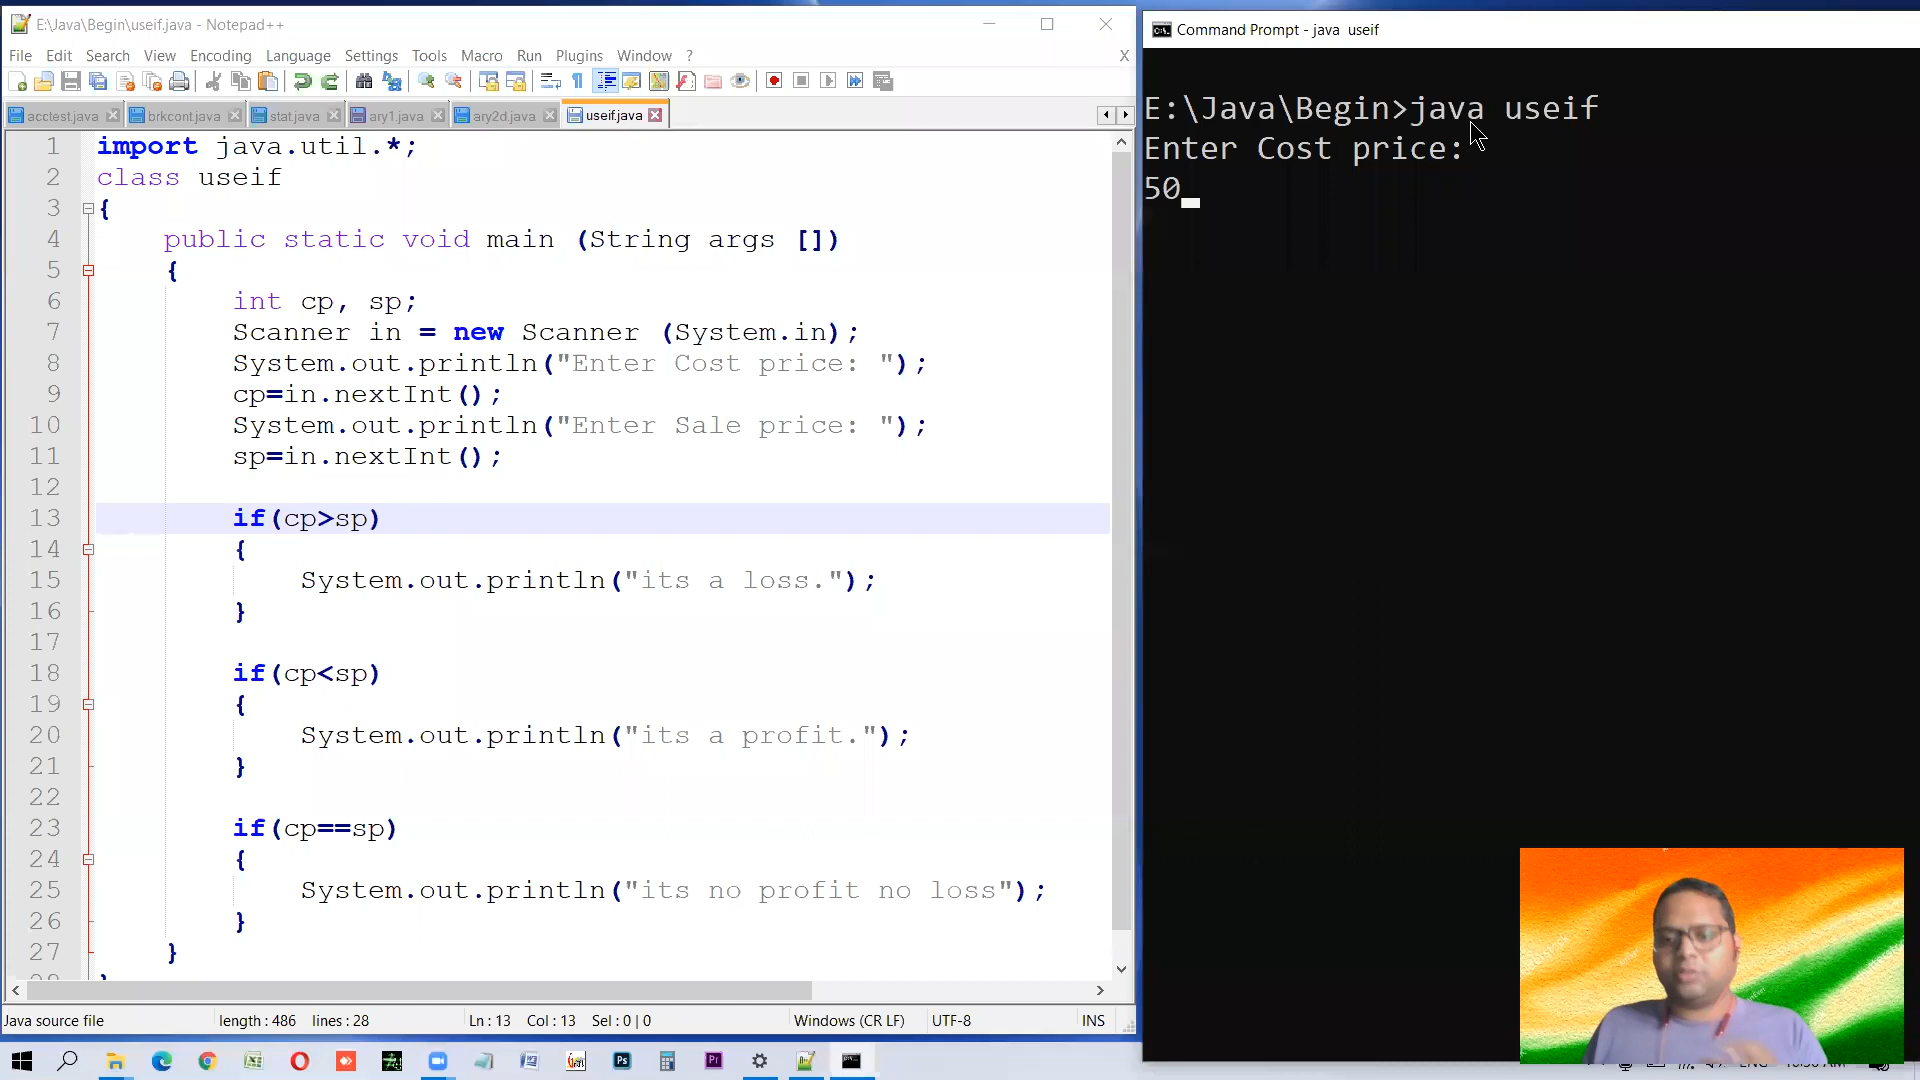 E:\Java\Begin\useif.java - Notepad++
File Edit Search View Encoding Language Settings Tools Macro Run Plugins Window ? X
acctest.java brkcont.java stat.java ary1.java ary2d.java useif.java
1 import java.util.*;
2 class useif
3 {
4 public static void main (String args [])
5 {
6 int cp, sp;
7 Scanner in = new Scanner (System.in);
8 System.out.println("Enter Cost price: ");
9 cp=in.nextInt();
10 System.out.println("Enter Sale price: ");
11 sp=in.nextInt();
12
13 if(cp>sp)
14 {
15 System.out.println("its a loss.");
16 }
17
18 if(cp<sp)
19 {
20 System.out.println("its a profit.");
21 }
22
23 if(cp==sp)
24 {
25 System.out.println("its no profit no loss");
26 }
27 }
28 }
Java source file length : 486 lines : 28 Ln : 13 Col : 13 Sel : 0 | 0 Windows (CR LF) UTF-8 INS
Command Prompt - java useif
E:\Java\Begin>java useif
Enter Cost price:
50